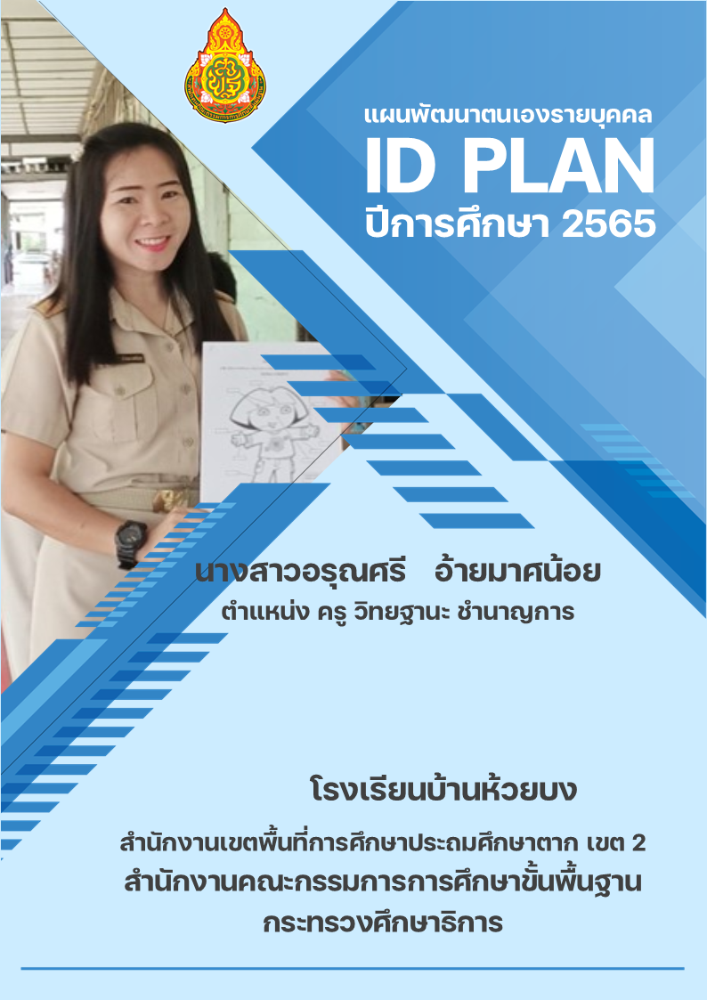 แผนพัฒนาตนเองรายบุคคล
ID PLAN
ปีการศึกษา 2565
นางสาวอรุณศรี อ้ายมาศน้อย
ตำแหน่ง ครู วิทยฐานะ ชำนาญการ
โรงเรียนบ้านห้วยบง
สำนักงานเขตพื้นที่การศึกษาประถมศึกษาตาก เขต 2
สำนักงานคณะกรรมการการศึกษาขั้นพื้นฐาน
กระทรวงศึกษาธิการ